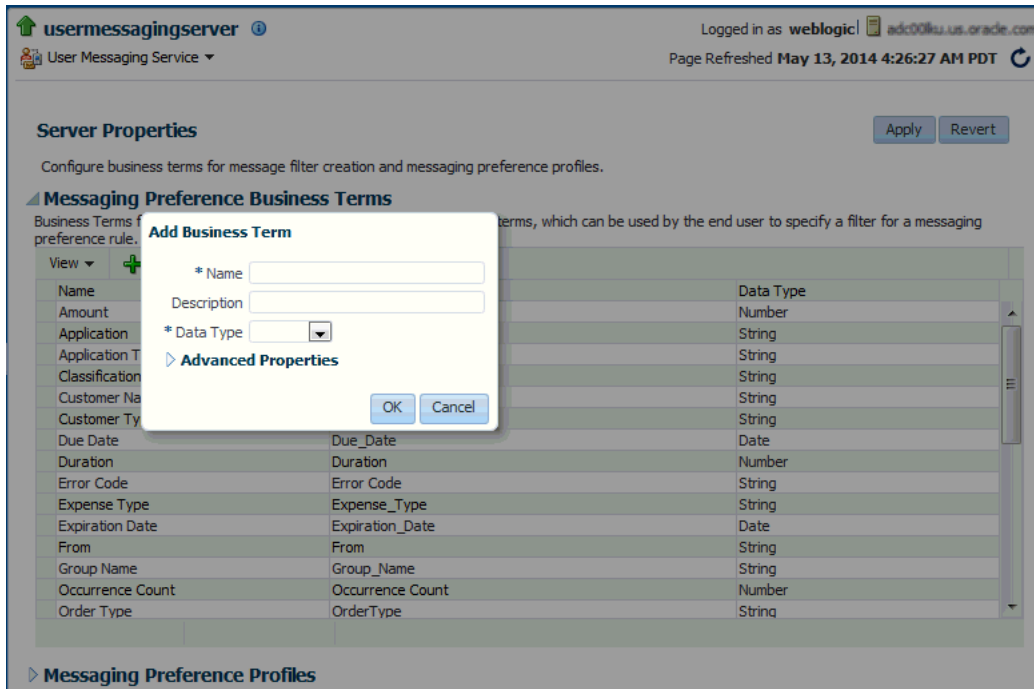 usermessagingserver
Logged in as weblogic
User Messaging Service
Page Refreshed May 13, 2014 4:26:27 AM PDT
Server Properties
Apply Revert
Configure business terms for message filter creation and messaging preference profiles.
Messaging Preference Business Terms
Business Terms terms, which can be used by the end user to specify a filter for a messaging
preference rule.
View
Add Business Term
* Name
Description
* Data Type
Advanced Properties
OK Cancel
Name Data Type
Amount Number
Application String
Application T String
Classification String
Customer Na String
Customer Ty String
Due Date Due_Date Date
Duration Duration Number
Error Code Error Code String
Expense Type Expense_Type String
Expiration Date Expiration_Date Date
From From String
Group Name Group_Name String
Occurrence Count Occurrence Count Number
Order Type OrderType String
Messaging Preference Profiles